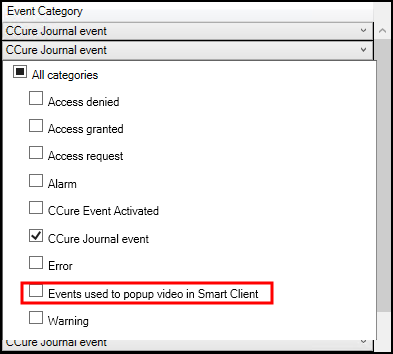 Event Category
CCure Journal event
CCure Journal event
All categories
Access denied
Access granted
Access request
Alarm
CCure Event Activated
CCure Journal event
Error
Events used to popup video in Smart Client
Warning
CCure Journal event